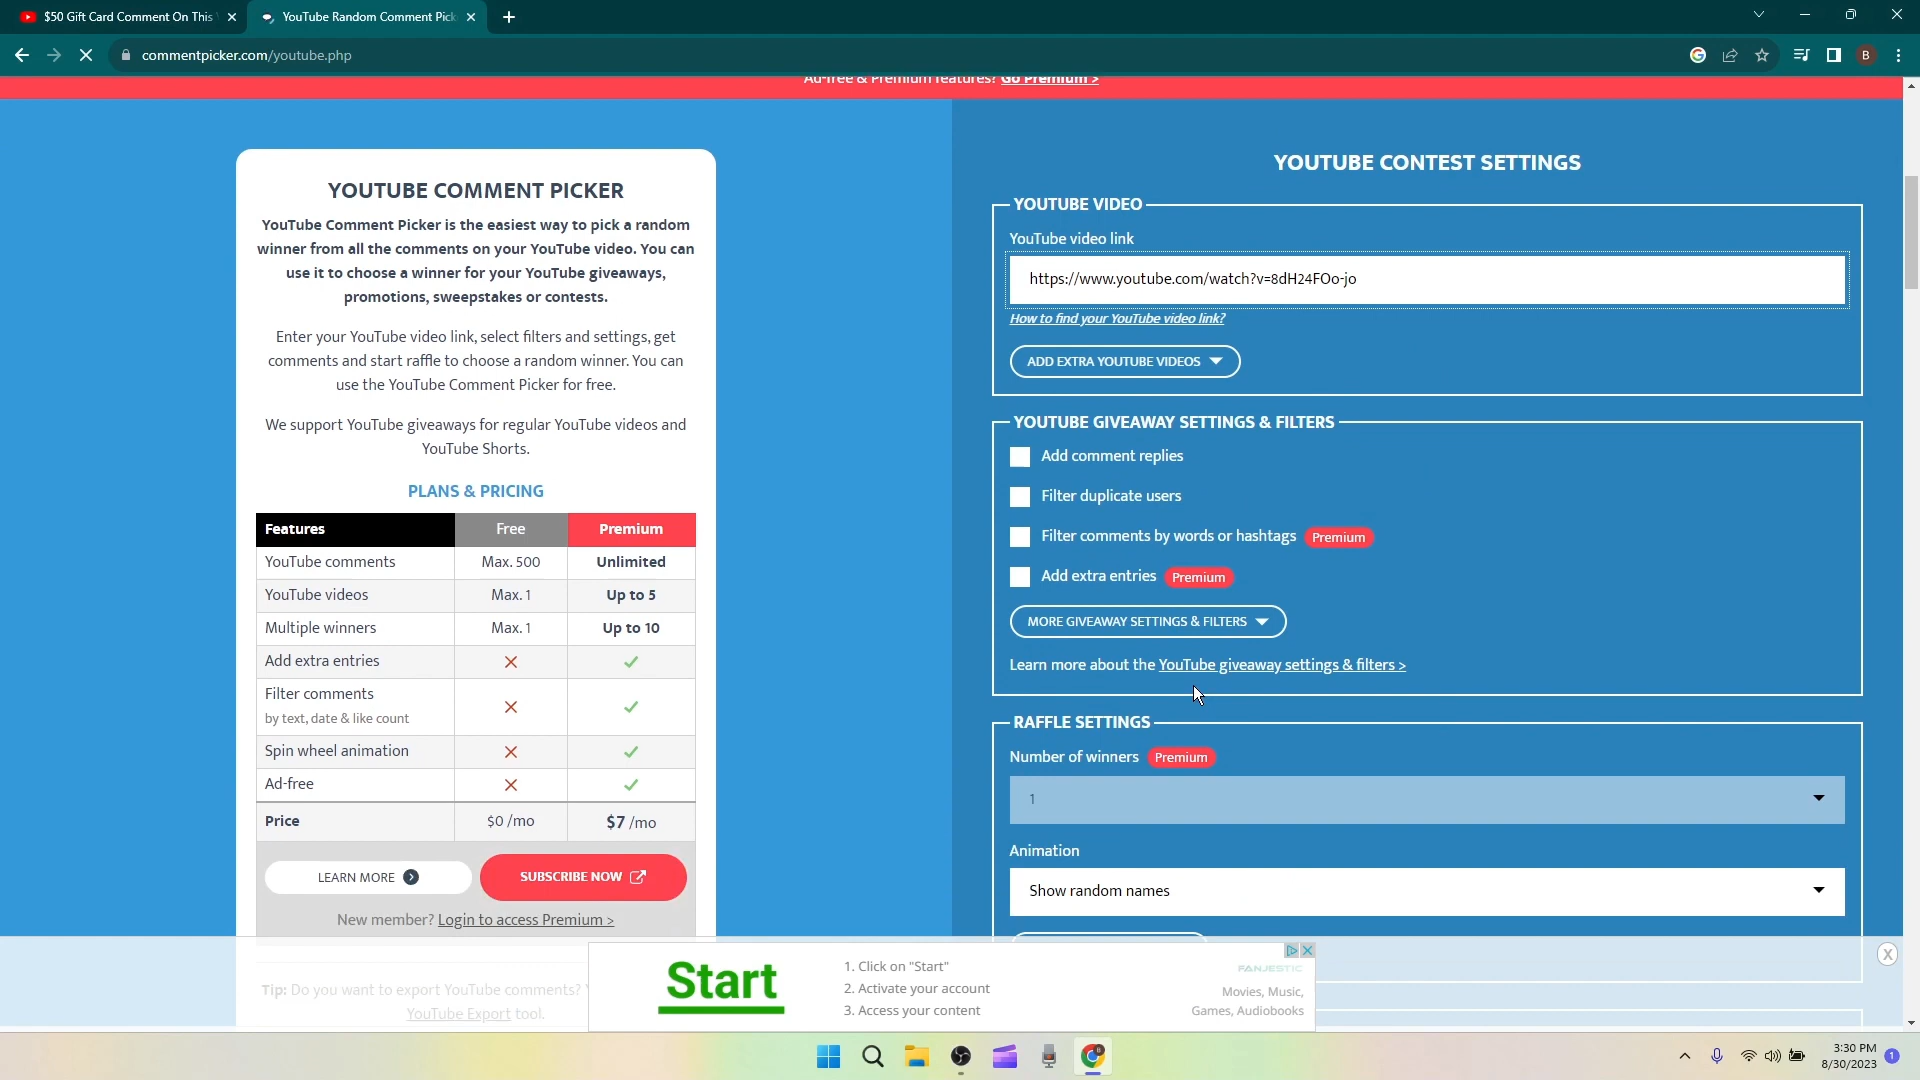 $50 Gift Card Comment On This
YouTube Random Comment Pick
commentpicker.com/youtube.php
B
Ad-free & Premium features? Go Premium >
YOUTUBE COMMENT PICKER
YouTube Comment Picker is the easiest way to pick a random
winner from all the comments on your YouTube video. You can
use it to choose a winner for your YouTube giveaways,
promotions, sweepstakes or contests.
Enter your YouTube video link, select filters and settings, get
comments and start raffle to choose a random winner. You can
use the YouTube Comment Picker for free.
We support YouTube giveaways for regular YouTube videos and
YouTube Shorts.
PLANS & PRICING
Features Free Premium
YouTube comments Max. 500 Unlimited
YouTube videos Max. 1 Up to 5
Multiple winners Max. 1 Up to 10
Add extra entries
Filter comments
by text, date & like count
Spin wheel animation
Ad-free
Price $0 /mo $7 /mo
LEARN MORE SUBSCRIBE NOW
New member? Login to access Premium >
Tip: Do you want to export YouTube comments?
YouTube Export tool.
YOUTUBE CONTEST SETTINGS
YOUTUBE VIDEO
YouTube video link
https://www.youtube.com/watch?v=8dH24FOo-jo
How to find your YouTube video link?
ADD EXTRA YOUTUBE VIDEOS
YOUTUBE GIVEAWAY SETTINGS & FILTERS
Add comment replies
Filter duplicate users
Filter comments by words or hashtags Premium
Add extra entries Premium
MORE GIVEAWAY SETTINGS & FILTERS
Learn more about the YouTube giveaway settings & filters >
RAFFLE SETTINGS
Number of winners Premium
1
Animation
Show random names
Start
1. Click on "Start"
2. Activate your account
3. Access your content
FANJESTIC
Movies, Music,
Games, Audiobooks
X
3:30 PM
8/30/2023
1